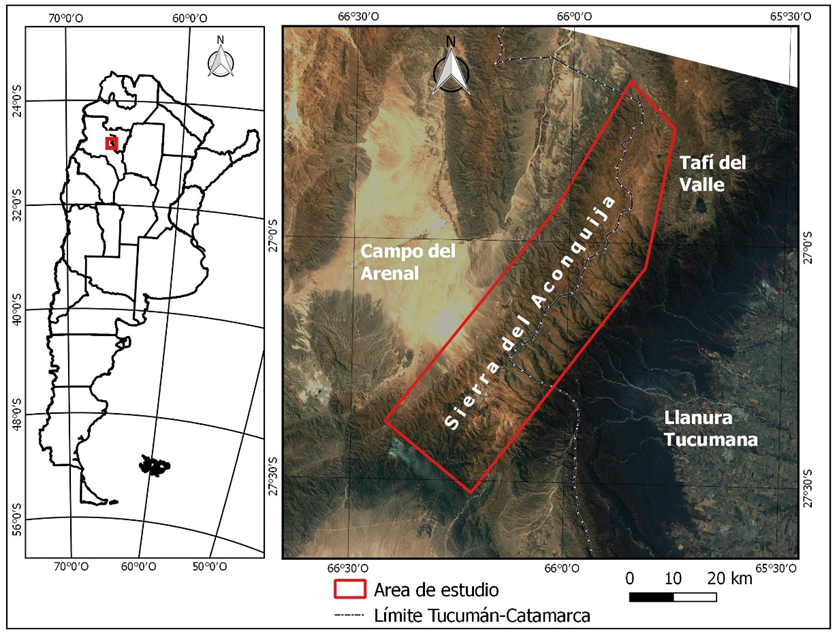 70°0'O
60°0'O
N
24°0'S
32°0'S
40°0'S
48°0'S
56°0'S
70°0'O
60°0'O
50°0'O
66°30'O
66°0'O
65°30'O
N
Tafí del
Valle
27°0'S
27°0'S
Campo del
Arenal
Sierra del Aconquija
Llanura
Tucumana
27°30'S
27°30'S
66°30'O
66°0'O
65°30'O
Area de estudio
Límite Tucumán-Catamarca
0 10 20 km